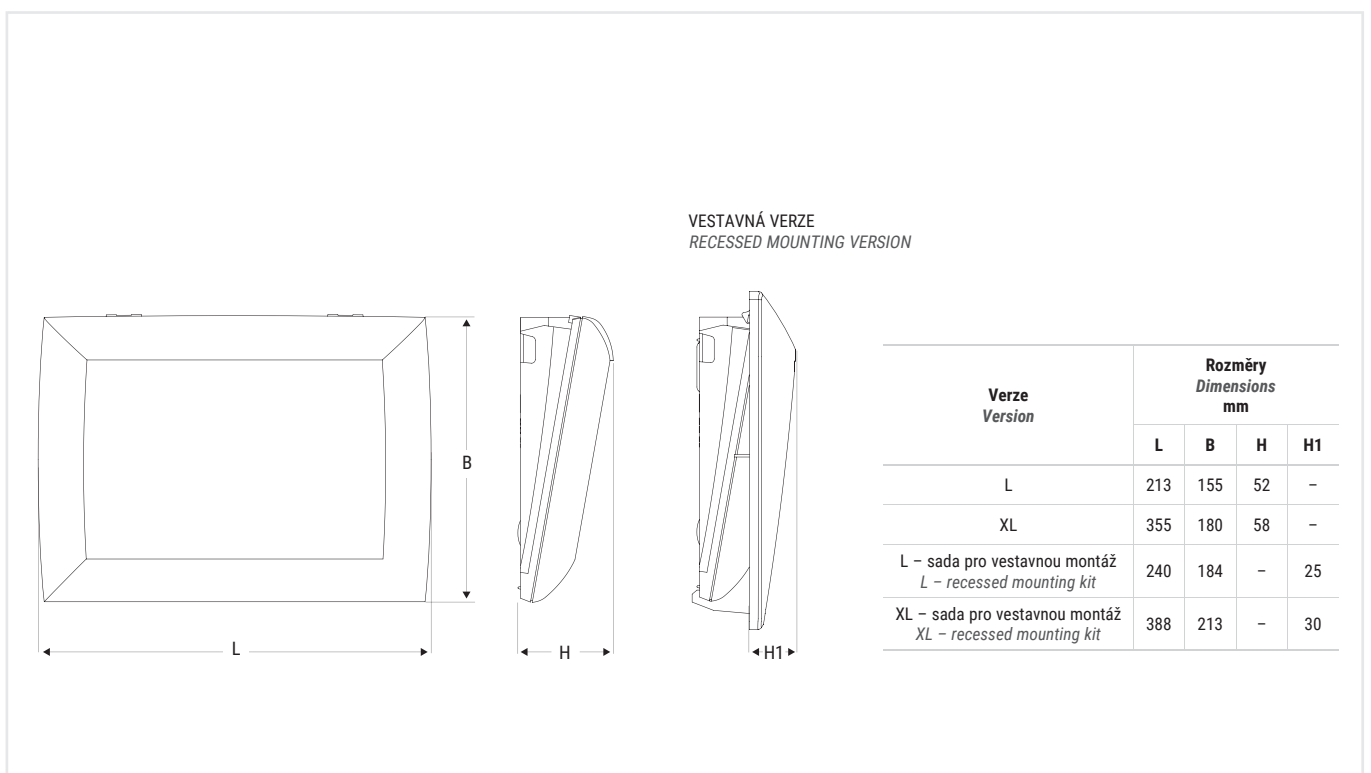 VESTAVNÁ VERZE
RECESSED MOUNTING VERSION
B
L
H
H1
Verze
Version
Rozměry
Dimensions
mm
L B H H1
L 213 155 52 –
XL 355 180 58 –
L – sada pro vestavnou montáž
L – recessed mounting kit
240 184 – 25
XL – sada pro vestavnou montáž
XL – recessed mounting kit
388 213 – 30